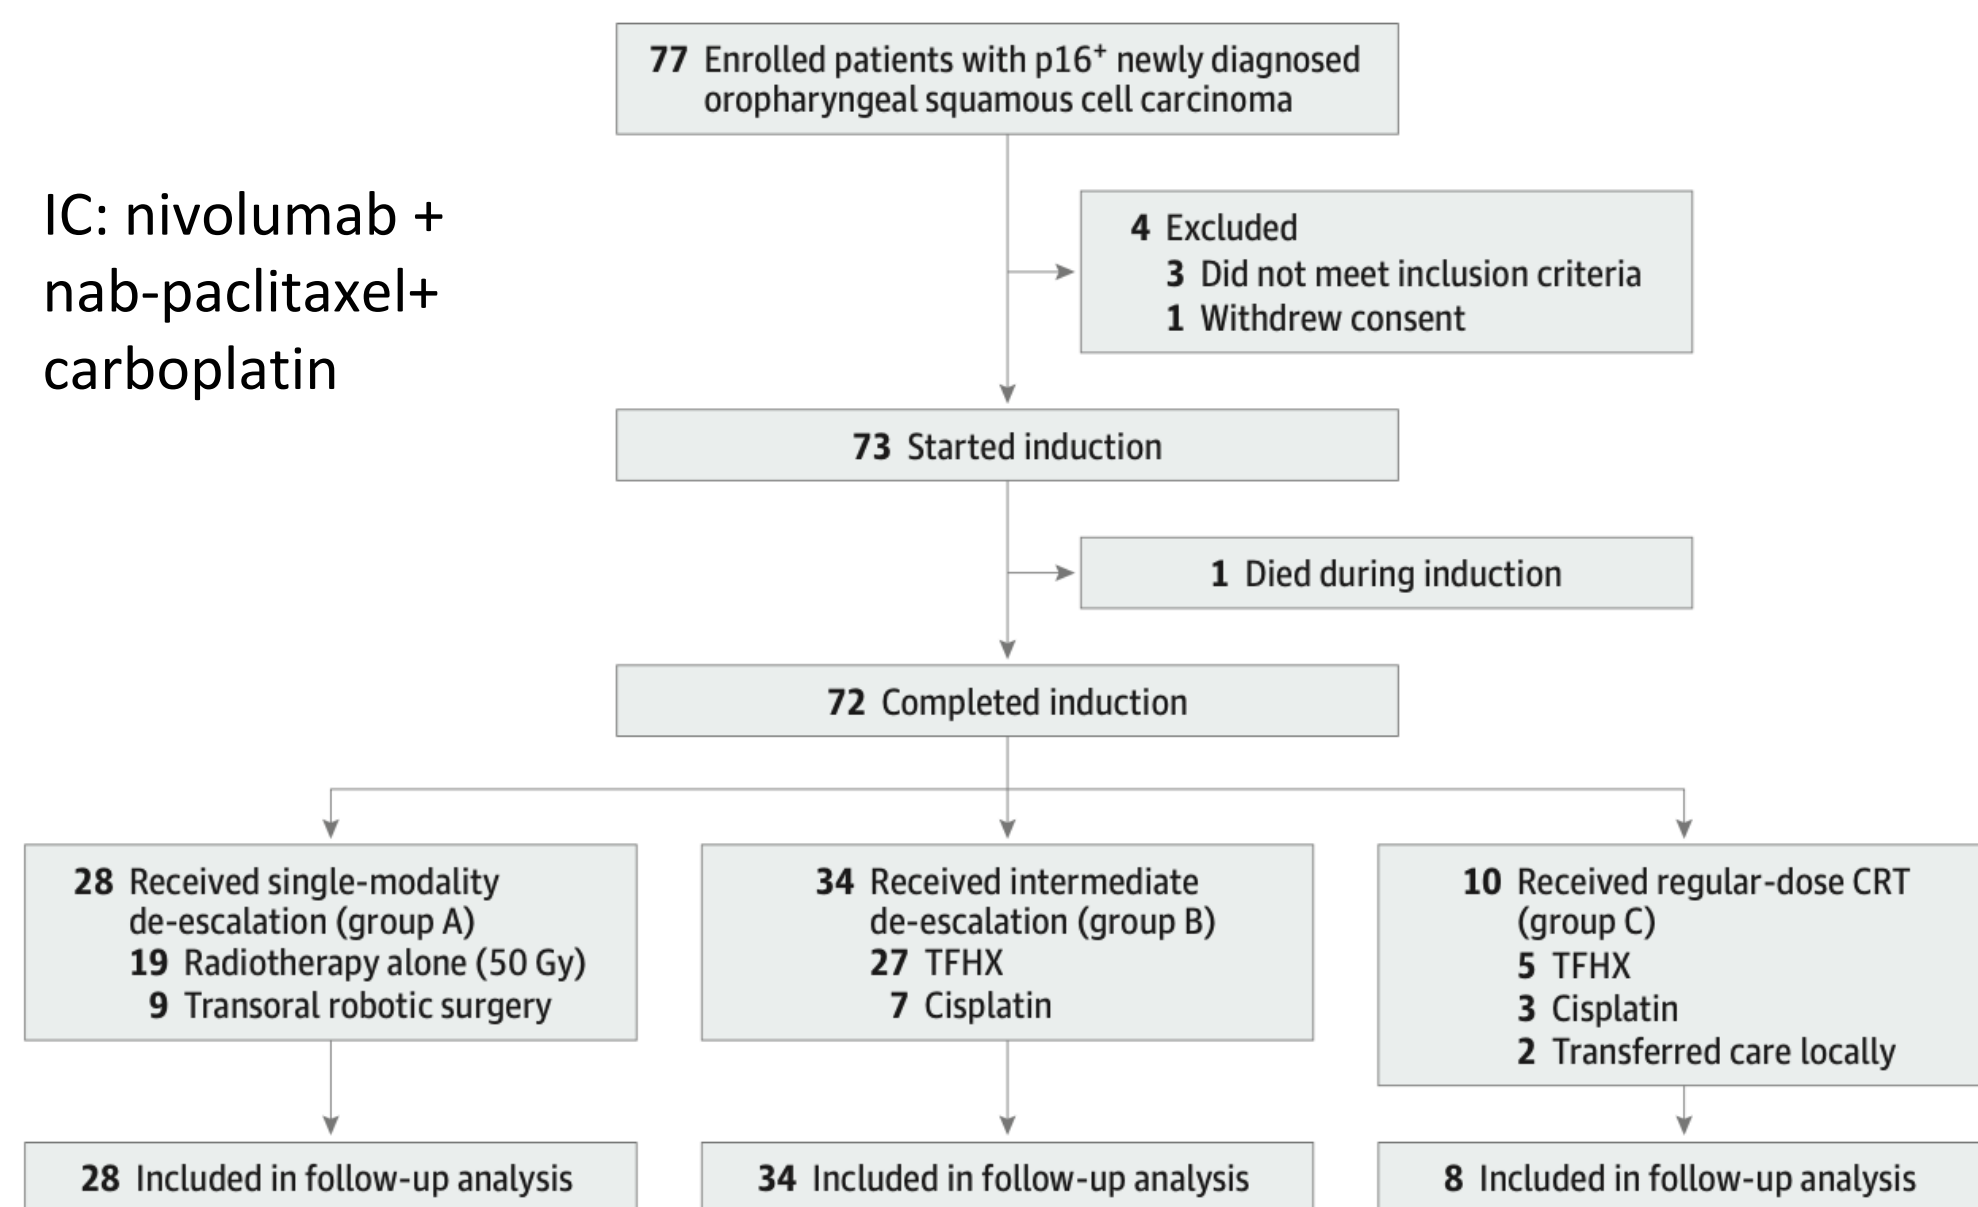 77 Enrolled patients with p16⁺ newly diagnosed
oropharyngeal squamous cell carcinoma
IC: nivolumab +
nab-paclitaxel+
carboplatin
4 Excluded
3 Did not meet inclusion criteria
1 Withdrew consent
73 Started induction
1 Died during induction
72 Completed induction
28 Received single-modality
de-escalation (group A)
19 Radiotherapy alone (50 Gy)
9 Transoral robotic surgery
34 Received intermediate
de-escalation (group B)
27 TFHX
7 Cisplatin
10 Received regular-dose CRT
(group C)
5 TFHX
3 Cisplatin
2 Transferred care locally
28 Included in follow-up analysis
34 Included in follow-up analysis
8 Included in follow-up analysis